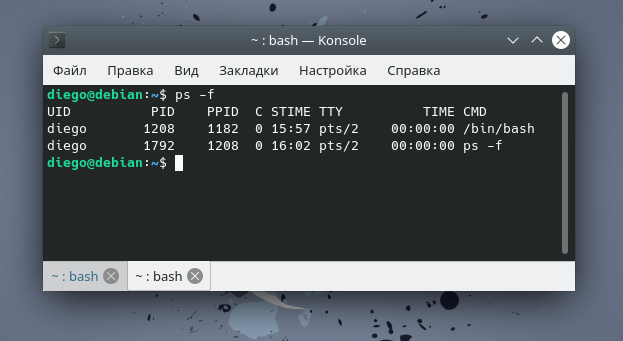 ~ : bash — Konsole
Файл Правка Вид Закладки Настройка Справка
diego@debian:~$ ps -f
UID          PID    PPID  C STIME TTY          TIME CMD
diego       1208    1182  0 15:57 pts/2    00:00:00 /bin/bash
diego       1792    1208  0 16:02 pts/2    00:00:00 ps -f
diego@debian:~$
~ : bash ~ : bash